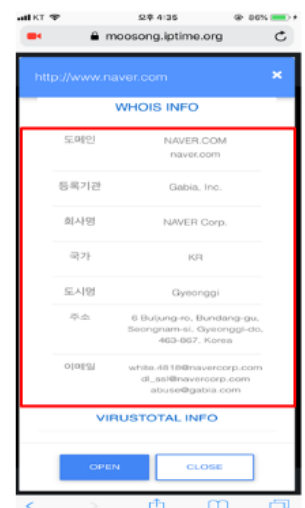 KT 오후 4:35 86%
moosong.iptime.org
http://www.naver.com ×
WHOIS INFO
도메인 NAVER.COM
naver.com
등록기관 Gabia, Inc.
회사명 NAVER Corp.
국가 KR
도시명 Gyeonggi
주소 6 Buljung-ro, Bundang-gu,
Seongnam-si, Gyeonggi-do,
463-867, Korea
이메일 white.4818@navercorp.com
dl_ssl@navercorp.com
abuse@gabia.com
VIRUSTOTAL INFO
OPEN CLOSE